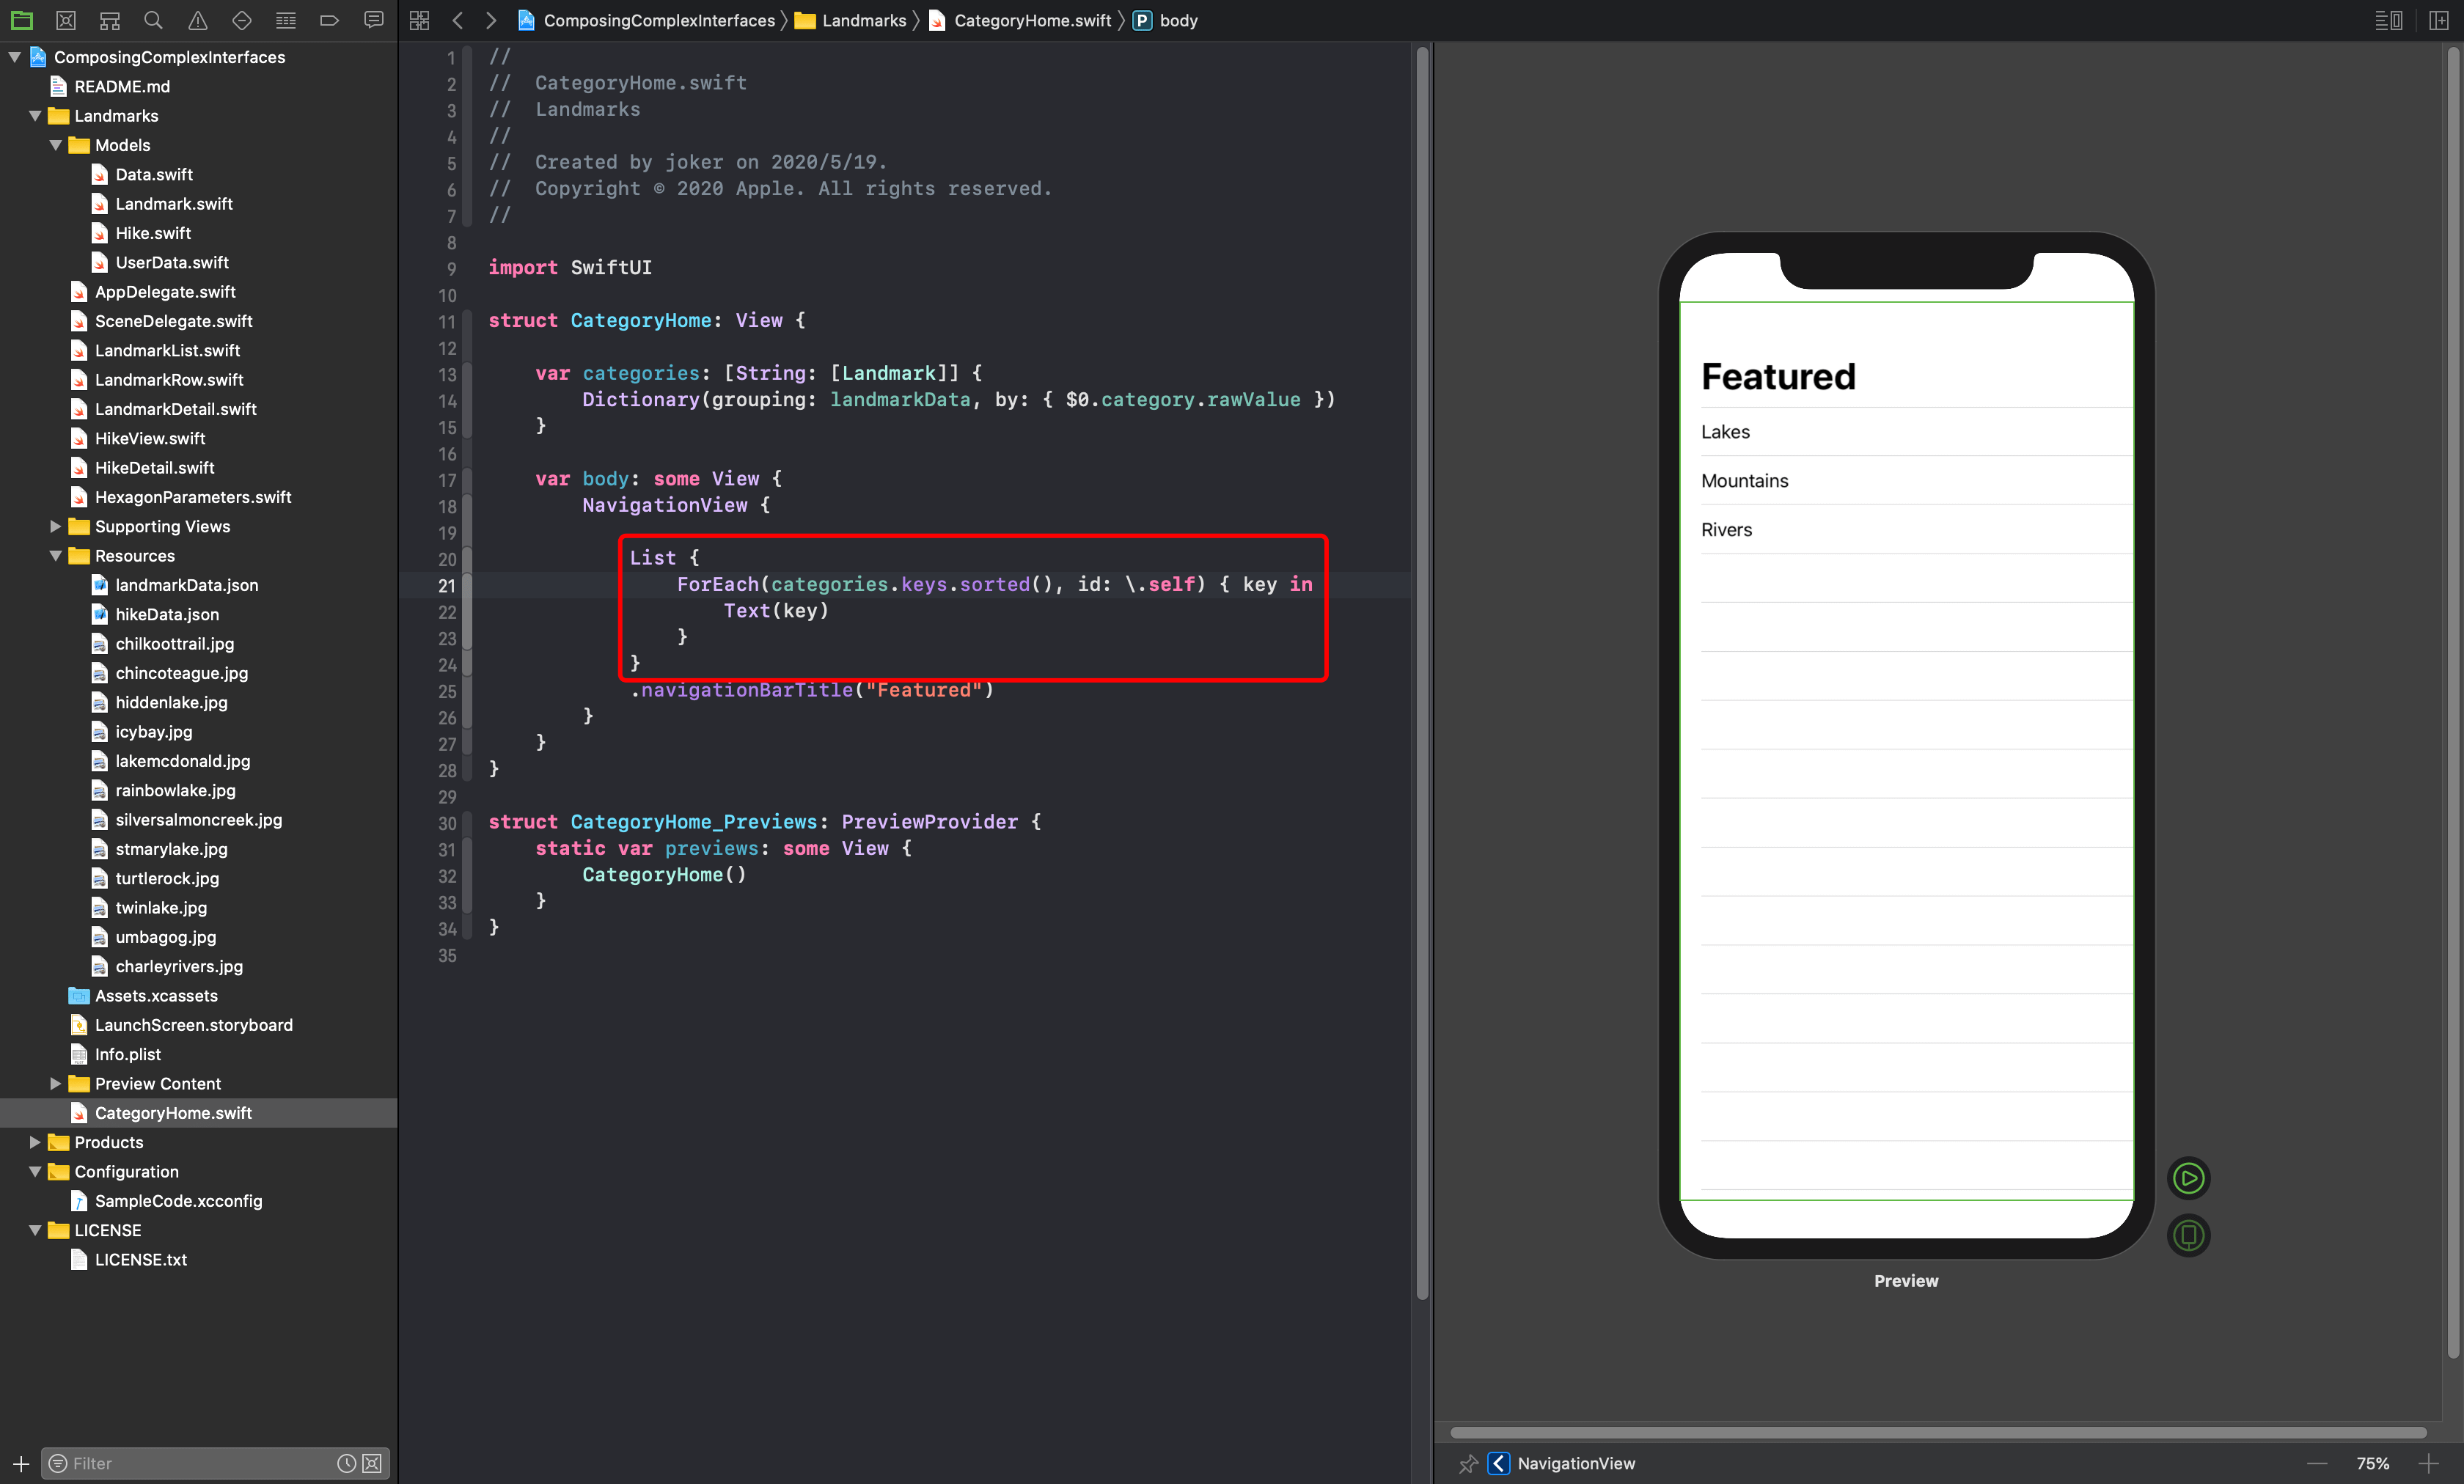 ComposingComplexInterfaces
Landmarks
CategoryHome.swift
P
body
ComposingComplexInterfaces
README.md
Landmarks
Models
Data.swift
Landmark.swift
Hike.swift
UserData.swift
AppDelegate.swift
SceneDelegate.swift
LandmarkList.swift
LandmarkRow.swift
LandmarkDetail.swift
HikeView.swift
HikeDetail.swift
HexagonParameters.swift
Supporting Views
Resources
landmarkData.json
hikeData.json
chilkoottrail.jpg
chincoteague.jpg
hiddenlake.jpg
icybay.jpg
lakemcdonald.jpg
rainbowlake.jpg
silversalmoncreek.jpg
stmarylake.jpg
turtlerock.jpg
twinlake.jpg
umbagog.jpg
charleyrivers.jpg
Assets.xcassets
LaunchScreen.storyboard
Info.plist
Preview Content
CategoryHome.swift
Products
Configuration
SampleCode.xcconfig
LICENSE
LICENSE.txt
Filter
1 //
2 //  CategoryHome.swift
3 //  Landmarks
4 //
5 //  Created by joker on 2020/5/19.
6 //  Copyright © 2020 Apple. All rights reserved.
7 //
8
9 import SwiftUI
10
11 struct CategoryHome: View {
12
13     var categories: [String: [Landmark]] {
14         Dictionary(grouping: landmarkData, by: { $0.category.rawValue })
15     }
16
17     var body: some View {
18         NavigationView {
19
20             List {
21                 ForEach(categories.keys.sorted(), id: \.self) { key in
22                     Text(key)
23                 }
24             }
25             .navigationBarTitle("Featured")
26         }
27     }
28 }
29
30 struct CategoryHome_Previews: PreviewProvider {
31     static var previews: some View {
32         CategoryHome()
33     }
34 }
35
Featured
Lakes
Mountains
Rivers
Preview
NavigationView
75%